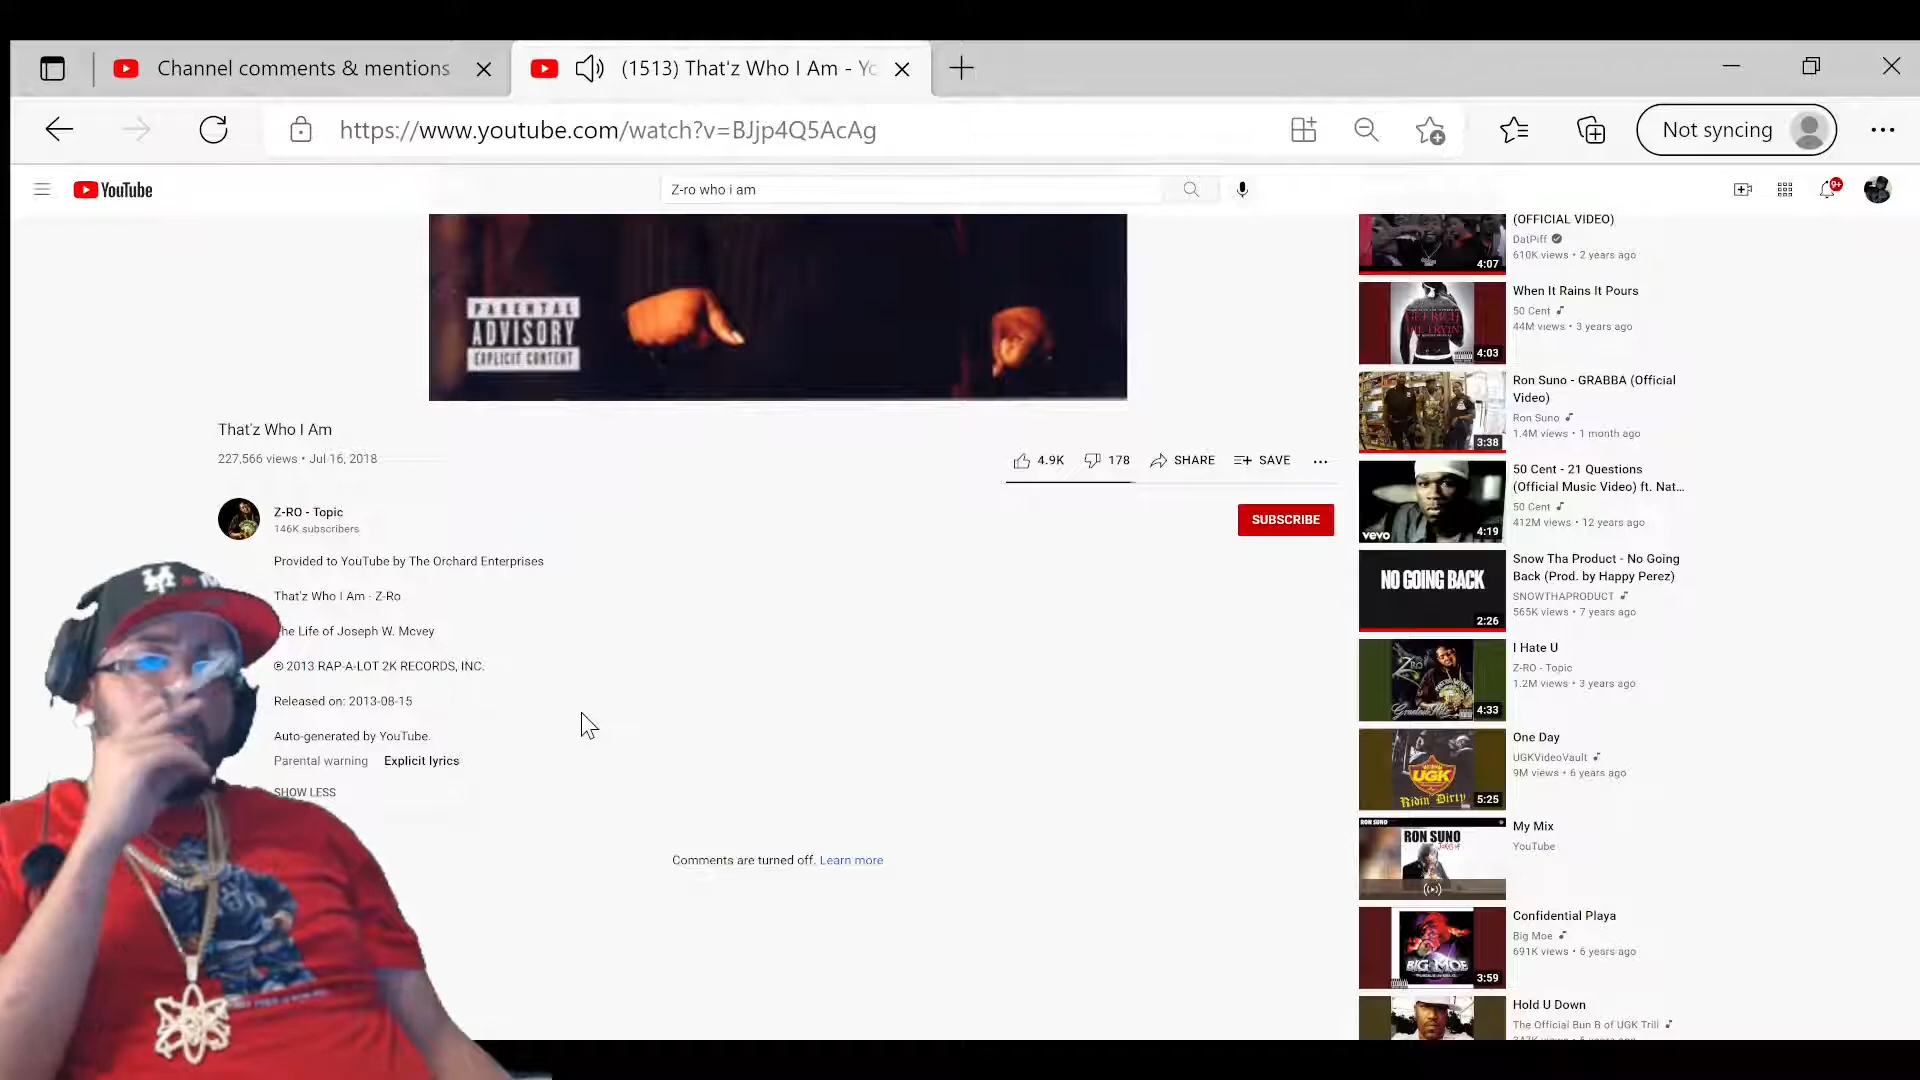 Channel comments & mentions
(1513) That'z Who I Am - Yo
https://www.youtube.com/watch?v=BJjp4Q5AcAg
Not syncing
YouTube
Z-ro who i am
9+
PARENTAL
ADVISORY
EXPLICIT CONTENT
That'z Who I Am
227,566 views • Jul 16, 2018
4.9K
178
SHARE
SAVE
Z-RO - Topic
146K subscribers
SUBSCRIBE
Provided to YouTube by The Orchard Enterprises
That'z Who I Am · Z-Ro
he Life of Joseph W. Mcvey
℗ 2013 RAP-A-LOT 2K RECORDS, INC.
Released on: 2013-08-15
Auto-generated by YouTube.
Parental warning Explicit lyrics
SHOW LESS
Comments are turned off. Learn more
(OFFICIAL VIDEO)
DatPiff
610K views • 2 years ago
4:07
When It Rains It Pours
50 Cent
44M views • 3 years ago
4:03
Ron Suno - GRABBA (Official
Video)
Ron Suno
1.4M views • 1 month ago
3:38
50 Cent - 21 Questions
(Official Music Video) ft. Nat...
50 Cent
412M views • 12 years ago
vevo
4:19
Snow Tha Product - No Going
Back (Prod. by Happy Perez)
SNOWTHAPRODUCT
565K views • 7 years ago
NO GOING BACK
2:26
I Hate U
Z-RO - Topic
1.2M views • 3 years ago
Z-RO
Greatest Hits
4:33
One Day
UGKVideoVault
9M views • 6 years ago
UGK
Ridin' Dirty
5:25
My Mix
YouTube
RON SUNO
RON SUNO
Confidential Playa
Big Moe
691K views • 6 years ago
BIG MOE
3:59
Hold U Down
The Official Bun B of UGK Trill